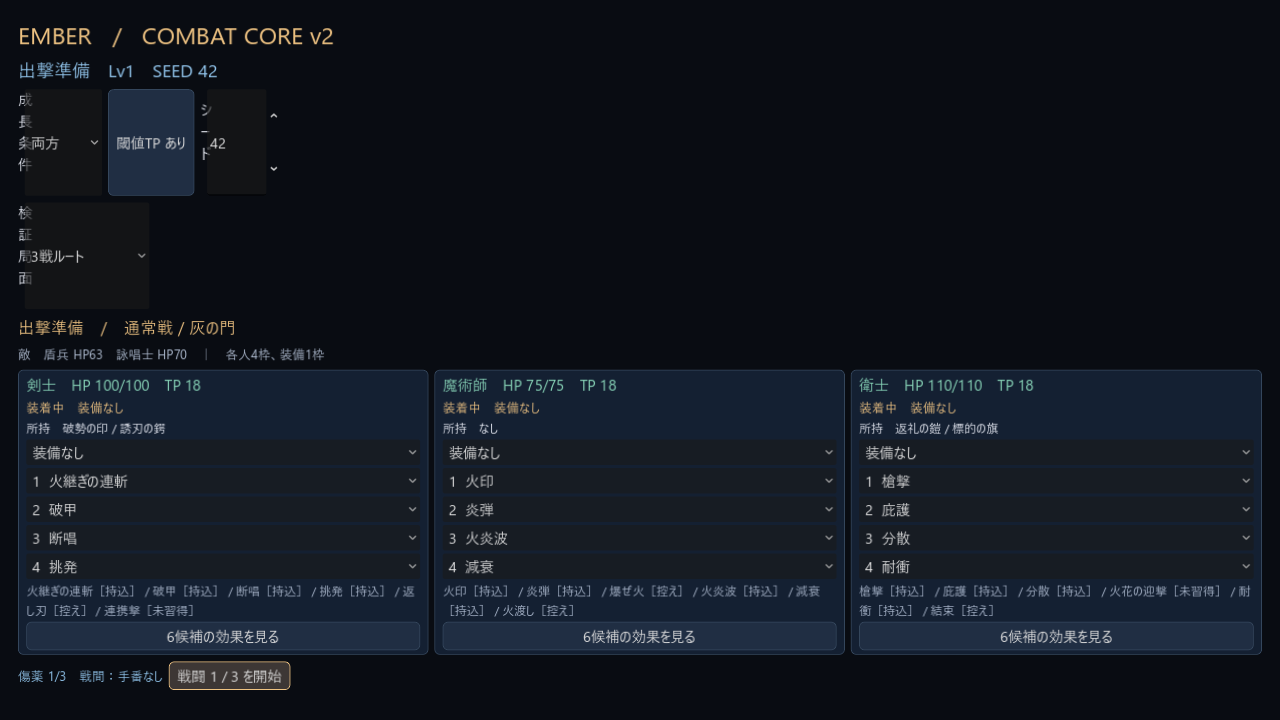 EMBER / COMBAT CORE v2
出撃準備 Lv1 SEED 42
成長条件 両方 閾値TP あり シード 42
検証局面 3戦ルート
出撃準備 / 通常戦 / 灰の門
敵 盾兵 HP63 詠唱士 HP70 | 各人4枠、装備1枠
剣士 HP 100/100 TP 18
装着中 装備なし
所持 破勢の印 / 誘刃の鍔
装備なし
1 火継ぎの連斬
2 破甲
3 断唱
4 挑発
火継ぎの連斬［持込］ / 破甲［持込］ / 断唱［持込］ / 挑発［持込］ / 返
し刃［控え］ / 連携撃［未習得］
6候補の効果を見る
魔術師 HP 75/75 TP 18
装着中 装備なし
所持 なし
装備なし
1 火印
2 炎弾
3 火炎波
4 減衰
火印［持込］ / 炎弾［持込］ / 爆ぜ火［控え］ / 火炎波［持込］ / 減衰
［持込］ / 火渡し［控え］
6候補の効果を見る
衛士 HP 110/110 TP 18
装着中 装備なし
所持 返礼の鎧 / 標的の旗
装備なし
1 槍撃
2 庇護
3 分散
4 耐衝
槍撃［持込］ / 庇護［持込］ / 分散［持込］ / 火花の迎撃［未習得］ / 耐
衝［持込］ / 結束［控え］
6候補の効果を見る
傷薬 1/3 戦間：手番なし 戦闘 1 / 3 を開始